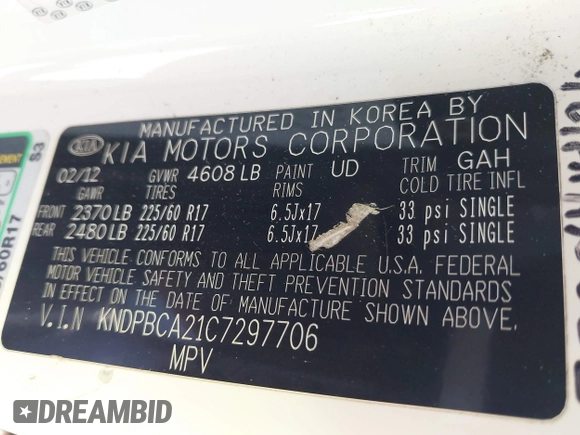 MANUFACTURED IN KOREA BY
KIA KIA MOTORS CORPORATION
02/12 GVWR 4608 LB PAINT UD TRIM GAH
GAWR TIRES RIMS COLD TIRE INFL
FRONT 2370 LB 225/60 R17 6.5Jx17 33 psi SINGLE
REAR 2480 LB 225/60 R17 6.5Jx17 33 psi SINGLE
THIS VEHICLE CONFORMS TO ALL APPLICABLE U.S.A. FEDERAL
MOTOR VEHICLE SAFETY AND THEFT PREVENTION STANDARDS
IN EFFECT ON THE DATE OF MANUFACTURE SHOWN ABOVE.
V.I.N KNDPBCA21C7297706
MPV
S3
/60R17
DREAMBID